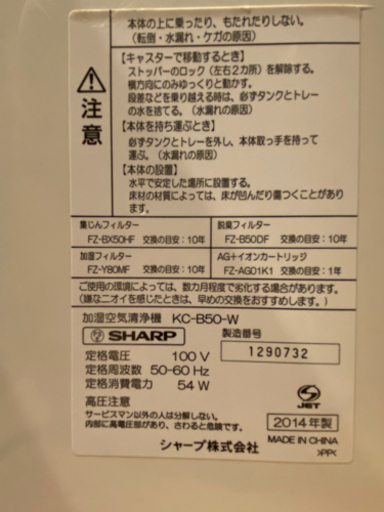 本体の上に乗ったり、もたれたりしない。
(転倒・水漏れ・ケガの原因)
注意
【キャスターで移動するとき】
ストッパーのロック(左右2カ所)を解除する。
横方向にのみゆっくりと動かす。
段差などを乗り越える時は、必ずタンクとトレー
の水を捨てる。(水漏れの原因)
【本体を持ち運ぶとき】
必ずタンクとトレーを外し、本体取っ手を持って
運ぶ。(水漏れの原因)
【本体の設置】
水平で安定した場所に設置する。
床材の材質によっては、床が凹んだり傷つくことがあり
ます。
集じんフィルター
FZ-BX50HF 交換の目安:10年
脱臭フィルター
FZ-B50DF 交換の目安:10年
加湿フィルター
FZ-Y80MF 交換の目安:10年
AG+イオンカートリッジ
FZ-AG01K1 交換の目安:1年
ご使用の環境によっては、数カ月程度で劣化する場合があります。
(嫌なニオイを感じたときは、早めの交換をおすすめします。)
加湿空気清浄機 KC-B50-W
SHARP
製造番号
1290732
定格電圧 100 V
定格周波数 50-60 Hz
定格消費電力 54 W
高圧注意
サービスマン以外の人は分解しない。
内部に高電圧部があり、さわると危険です。
JET
2014年製
シャープ株式会社
MADE IN CHINA
>PP<